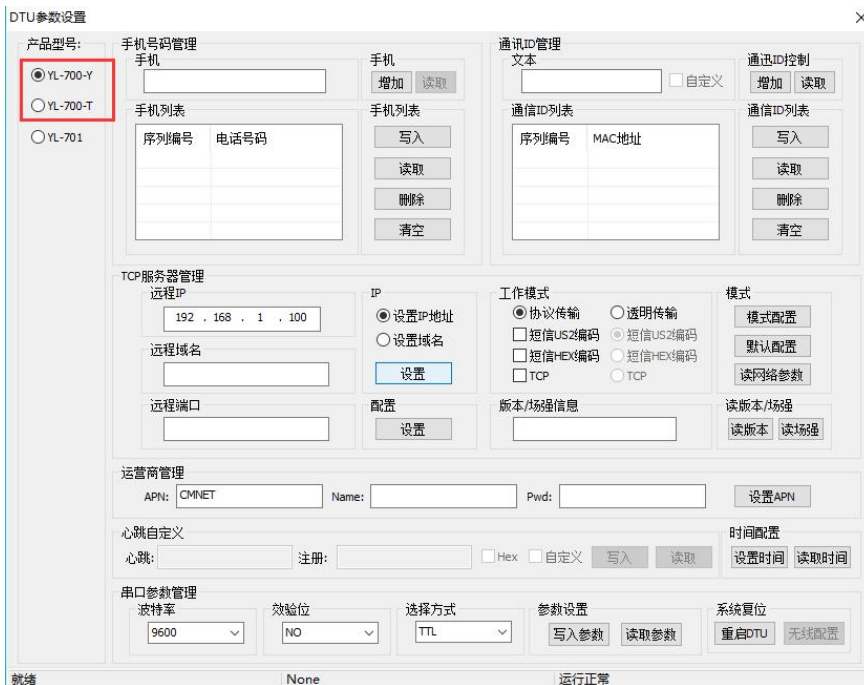 DTU参数设置
产品型号:
YL-700-Y
YL-700-T
YL-701
手机号码管理
手机
手机
增加 读取
手机列表
手机列表
序列编号 电话号码
写入
读取
删除
清空
通讯ID管理
文本
自定义
通迅ID控制
增加 读取
通信ID列表
通信ID列表
序列编号 MAC地址
写入
读取
删除
清空
TCP服务器管理
远程IP
192 . 168 . 1 . 100
IP
设置IP地址
设置域名
设置
远程域名
远程端口
配置
设置
工作模式
协议传输 透明传输
短信US2编码 短信US2编码
短信HEX编码 短信HEX编码
TCP TCP
模式
模式配置
默认配置
读网络参数
版本/场强信息
读版本/场强
读版本 读场强
运营商管理
APN: CMNET Name: Pwd: 设置APN
心跳自定义
心跳: 注册: Hex 自定义 写入 读取
时间配置
设置时间 读取时间
串口参数管理
波特率
9600
效验位
NO
选择方式
TTL
参数设置
写入参数 读取参数
系统复位
重启DTU 无线配置
就绪 None 运行正常